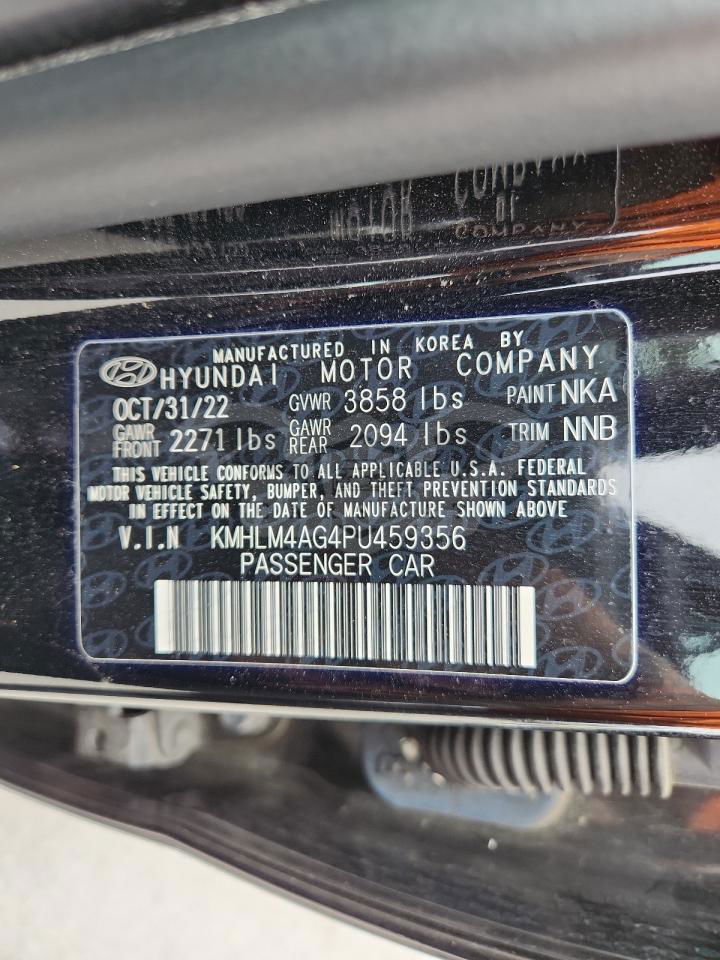 MANUFACTURED IN KOREA BY
HYUNDAI MOTOR COMPANY
OCT/31/22 GVWR 3858 lbs PAINT NKA
GAWR FRONT 2271 lbs GAWR REAR 2094 lbs TRIM NNB
THIS VEHICLE CONFORMS TO ALL APPLICABLE U.S.A. FEDERAL
MOTOR VEHICLE SAFETY, BUMPER, AND THEFT PREVENTION STANDARDS
IN EFFECT ON THE DATE OF MANUFACTURE SHOWN ABOVE
V.I.N KMHLM4AG4PU459356
PASSENGER CAR